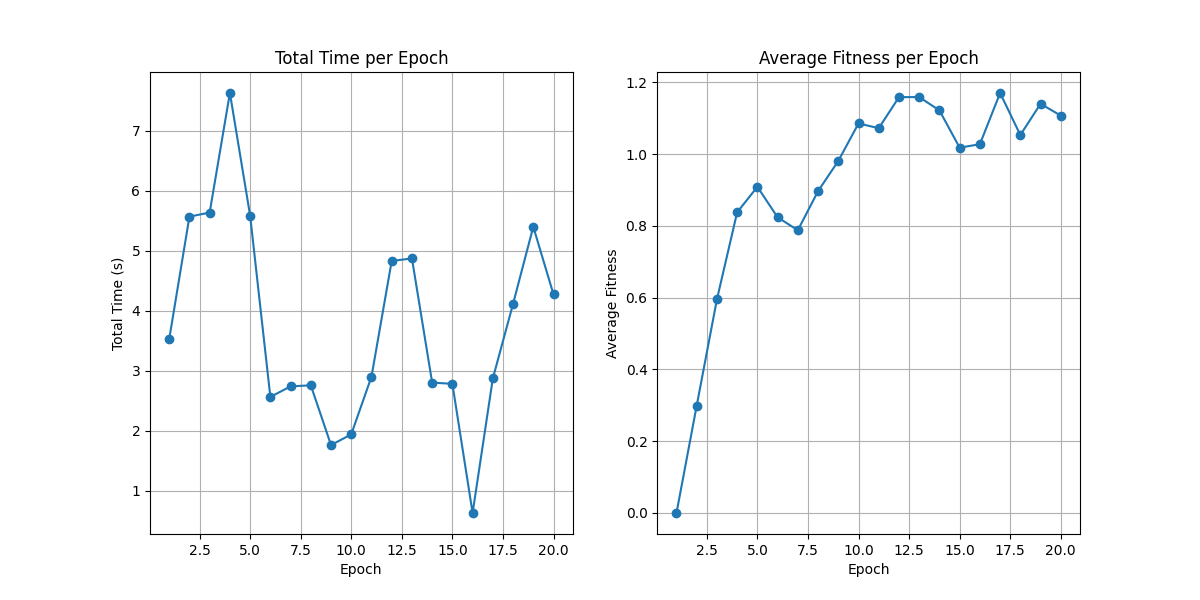 Total Time per Epoch
Total Time (s)
7
6
5
4
3
2
1
2.5 5.0 7.5 10.0 12.5 15.0 17.5 20.0
Epoch
Average Fitness per Epoch
Average Fitness
1.2
1.0
0.8
0.6
0.4
0.2
0.0
2.5 5.0 7.5 10.0 12.5 15.0 17.5 20.0
Epoch